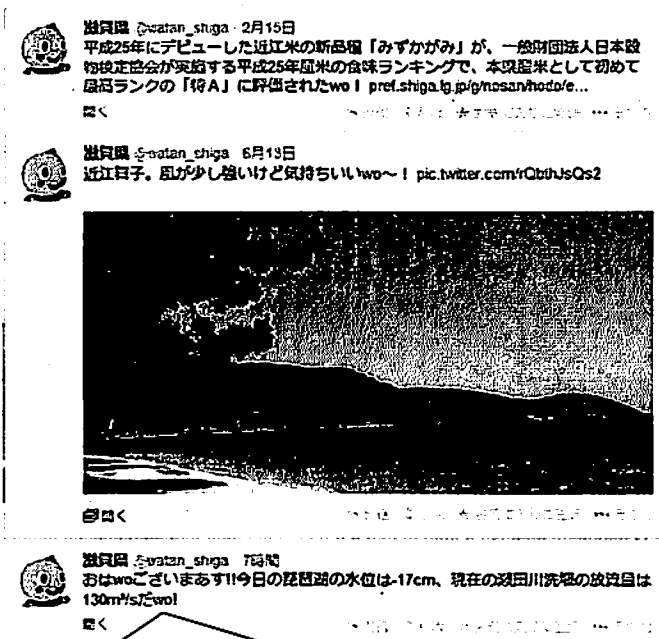 滋賀県 @watan_shiga · 2月15日
平成25年にデビューした近江米の新品種「みずかがみ」が、一般財団法人日本穀
物検定協会が実施する平成25年産米の食味ランキングで、本県産米として初めて
最高ランクの「特A」に評価されたwo！ pref.shiga.lg.jp/g/nosan/hodo/e...
開く
滋賀県 @watan_shiga 6月13日
近江舞子。風が少し強いけど気持ちいいwo～！ pic.twitter.com/rQbthJsQs2
開く
滋賀県 @watan_shiga 7時間
おはwoございまあす!!今日の琵琶湖の水位は-17cm、現在の瀬田川洗堰の放流量は
130m³/sだwo!
開く